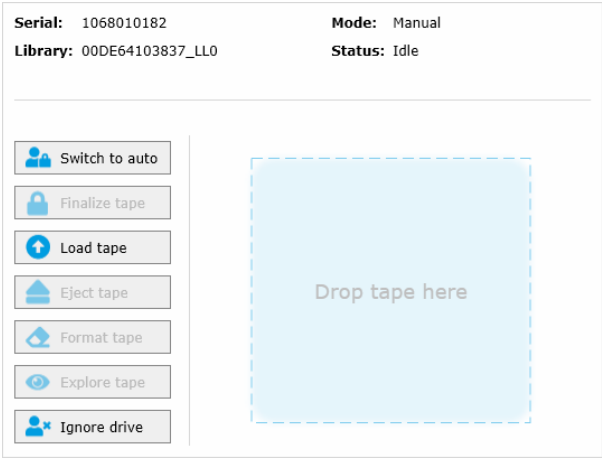 Serial: 1068010182 Mode: Manual
Library: 00DE64103837_LL0 Status: Idle
Switch to auto
Finalize tape
Load tape
Eject tape
Format tape
Explore tape
Ignore drive
Drop tape here